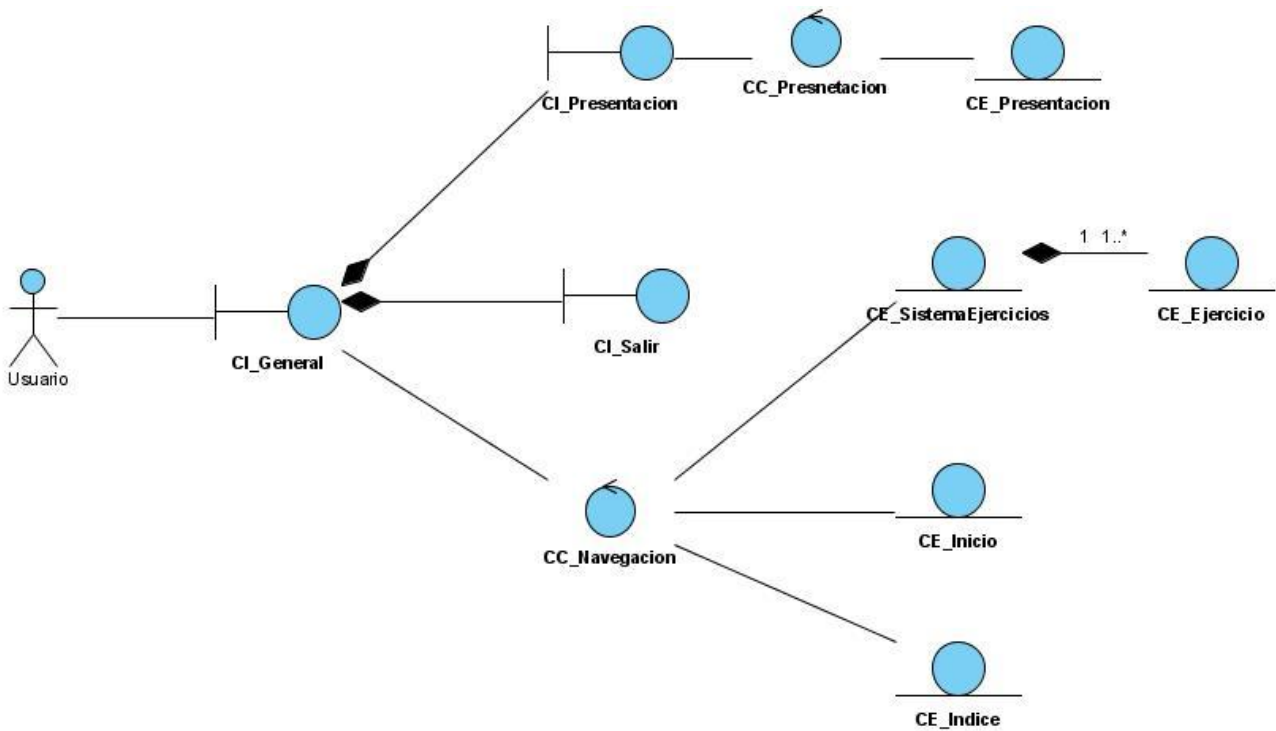 CI_Presentacion
CC_Presnetacion
CE_Presentacion
1 1..*
CE_SistemaEjercicios
CE_Ejercicio
CI_General
CI_Salir
Usuario
CC_Navegacion
CE_Inicio
CE_Indice